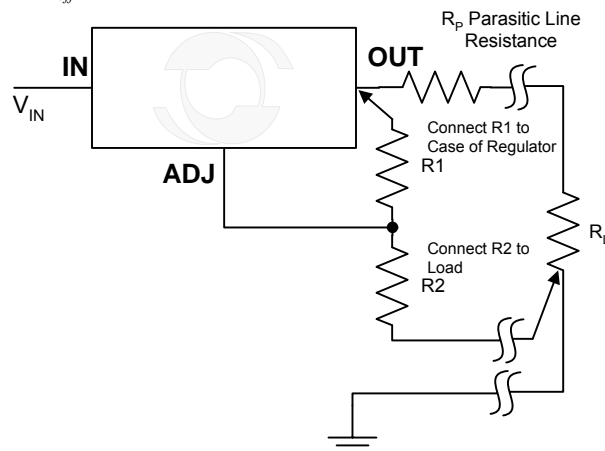 R_P Parasitic Line
Resistance
IN
OUT
V_IN
Connect R1 to
Case of Regulator
R1
ADJ
Connect R2 to
Load
R2